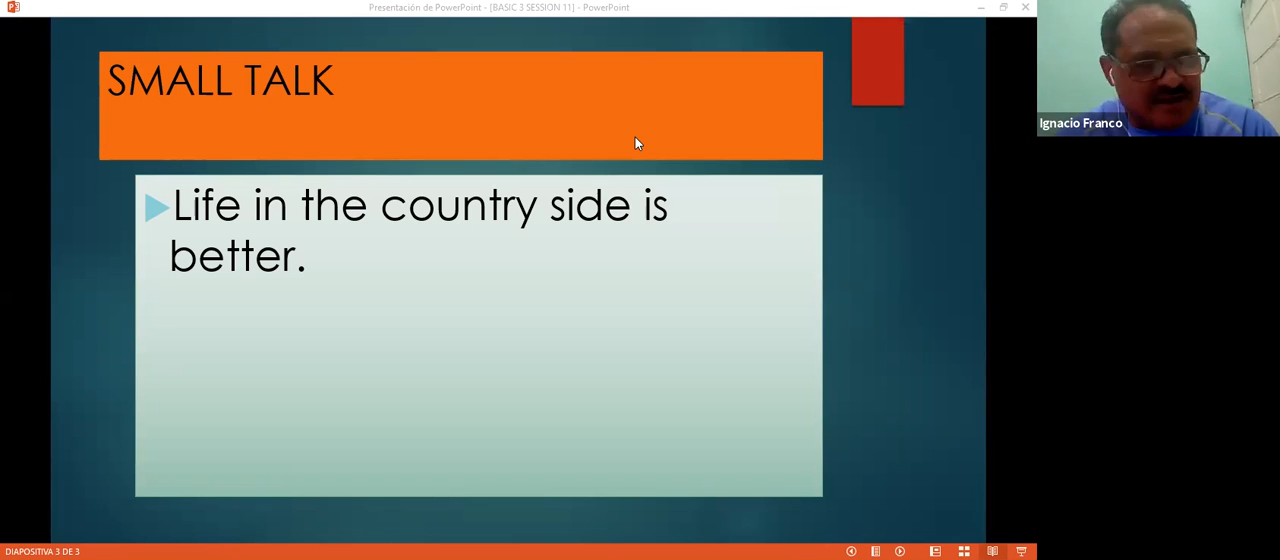 Presentación de PowerPoint - [BASIC 3 SESSION 11] - PowerPoint
SMALL TALK
Life in the country side is
better.
Ignacio Franco
DIAPOSITIVA 3 DE 3